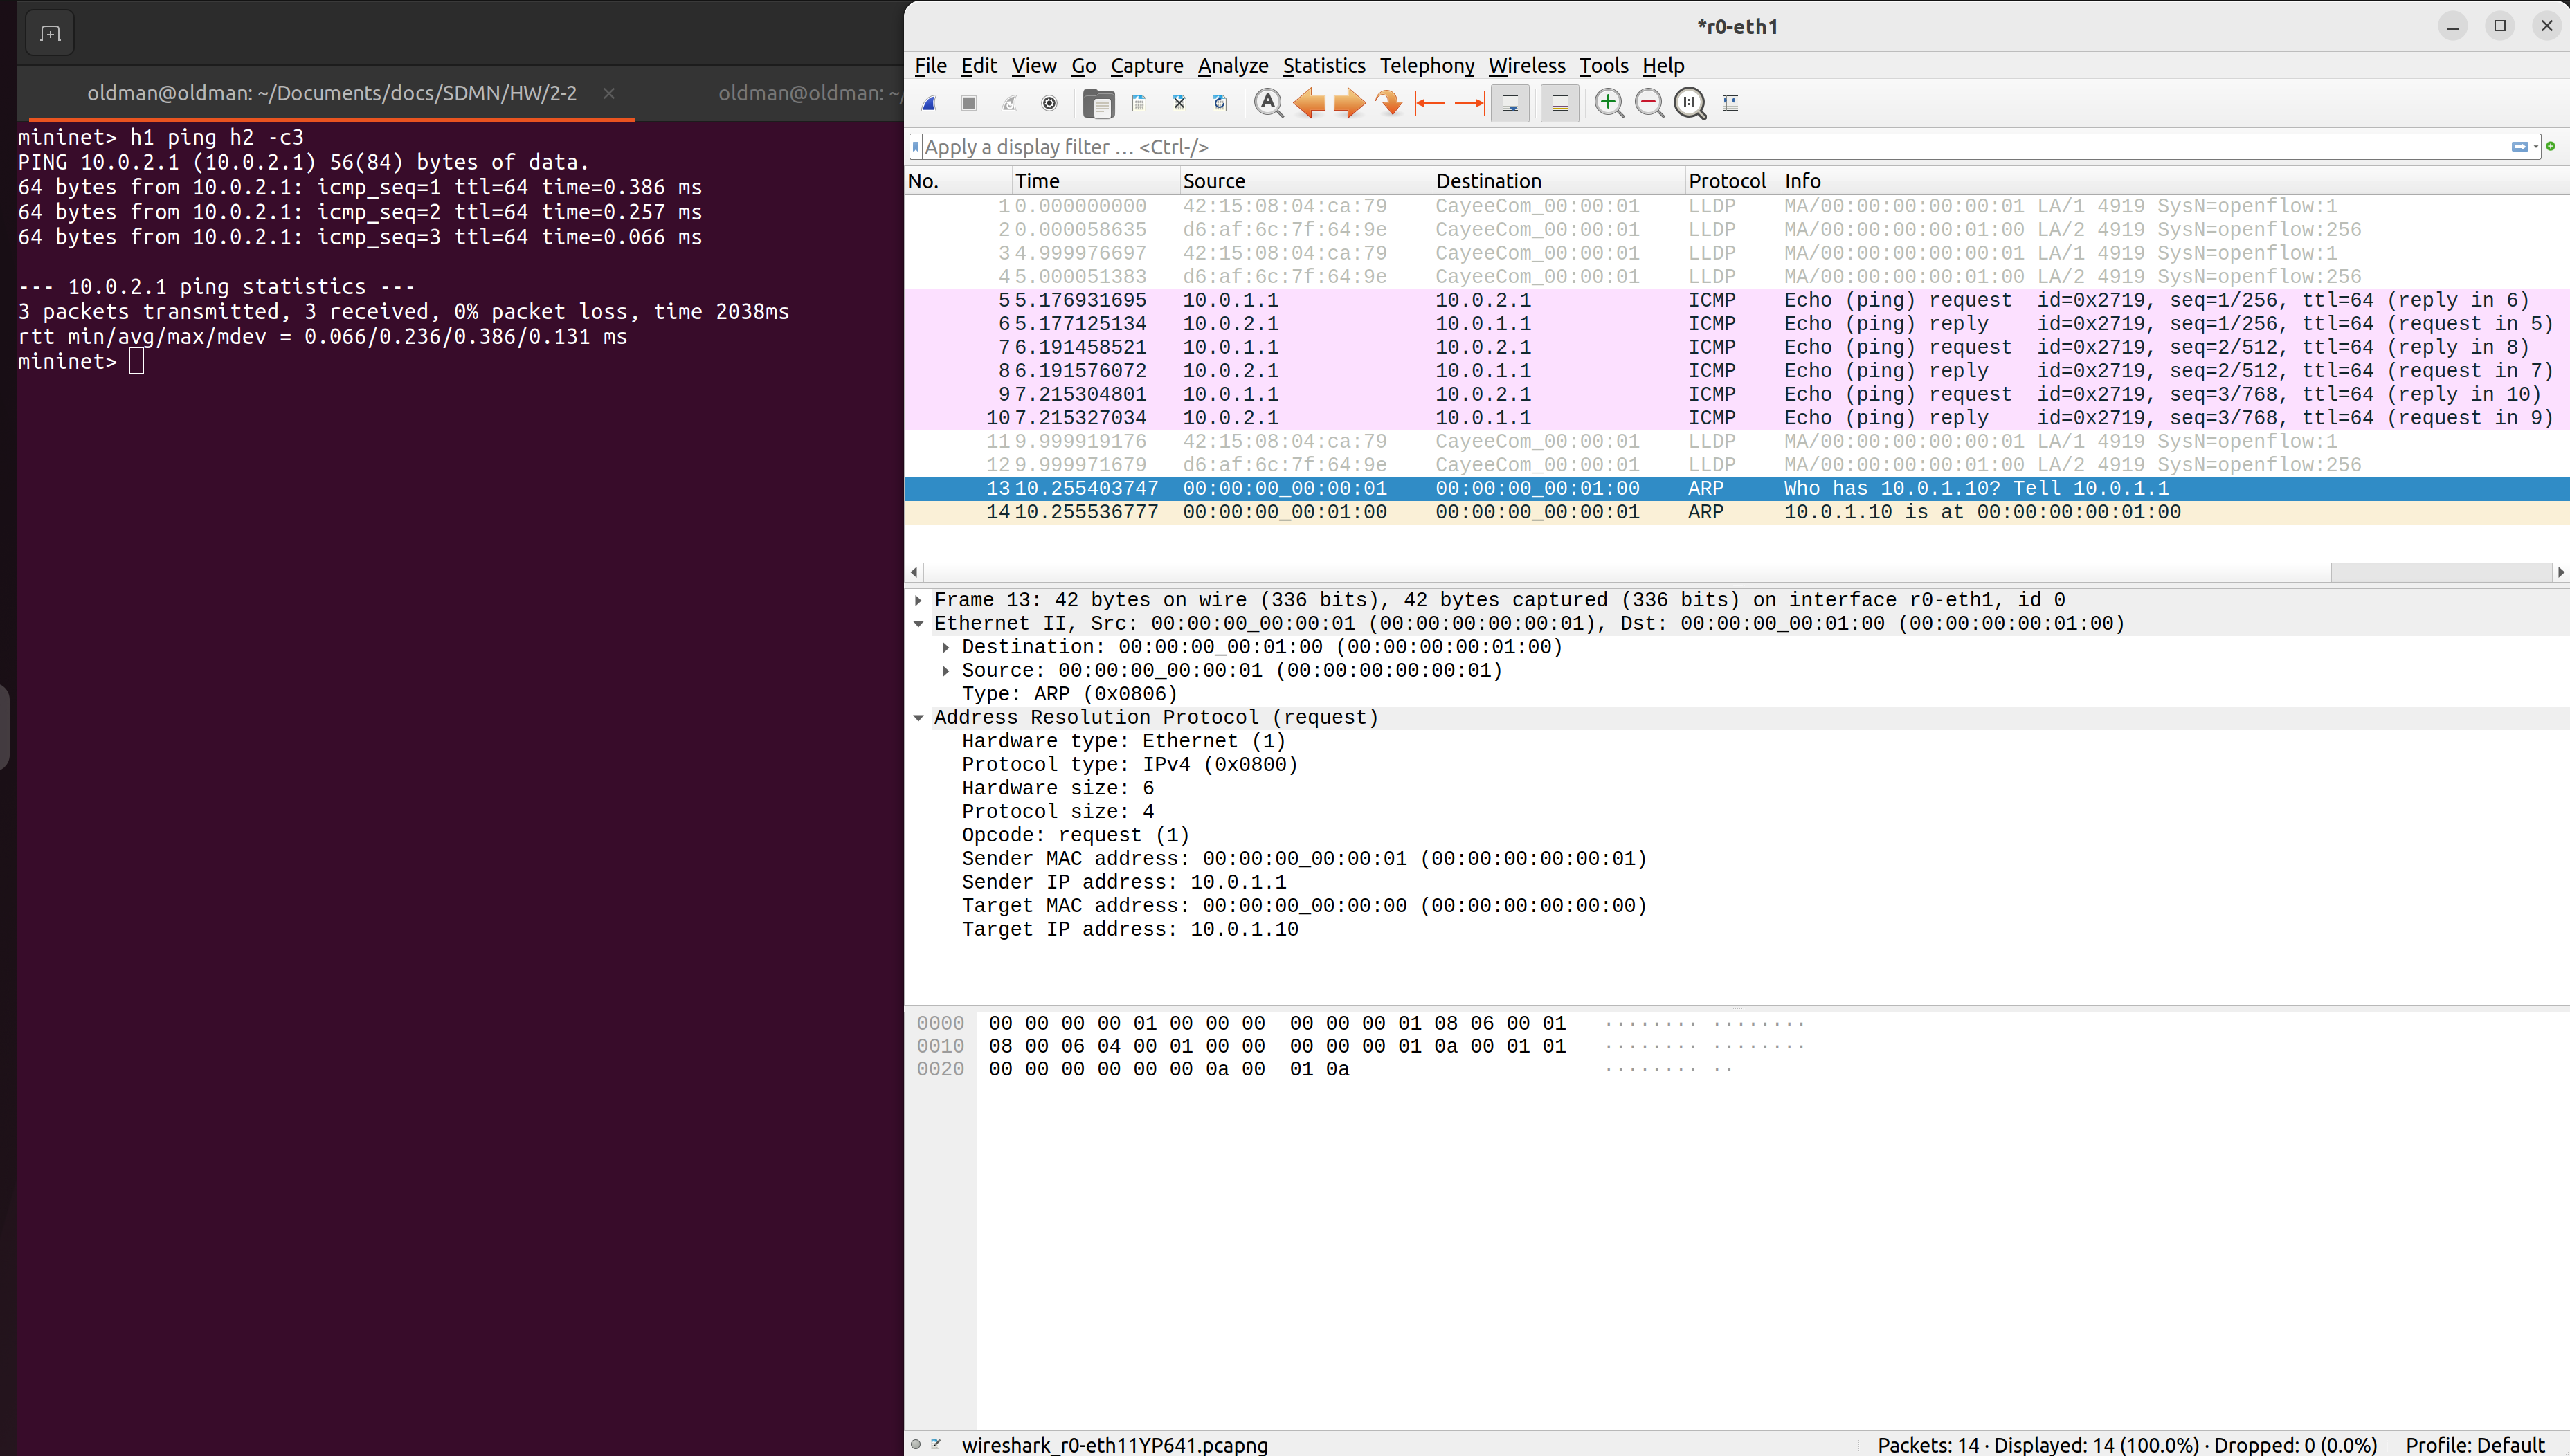 oldman@oldman: ~/Documents/docs/SDMN/HW/2-2
oldman@oldman: ~/
mininet> h1 ping h2 -c3
PING 10.0.2.1 (10.0.2.1) 56(84) bytes of data.
64 bytes from 10.0.2.1: icmp_seq=1 ttl=64 time=0.386 ms
64 bytes from 10.0.2.1: icmp_seq=2 ttl=64 time=0.257 ms
64 bytes from 10.0.2.1: icmp_seq=3 ttl=64 time=0.066 ms
--- 10.0.2.1 ping statistics ---
3 packets transmitted, 3 received, 0% packet loss, time 2038ms
rtt min/avg/max/mdev = 0.066/0.236/0.386/0.131 ms
mininet>
*r0-eth1
File Edit View Go Capture Analyze Statistics Telephony Wireless Tools Help
Apply a display filter … <Ctrl-/>
No. Time Source Destination Protocol Info
1 0.000000000 42:15:08:04:ca:79 CayeeCom_00:00:01 LLDP MA/00:00:00:00:00:01 LA/1 4919 SysN=openflow:1
2 0.000058635 d6:af:6c:7f:64:9e CayeeCom_00:00:01 LLDP MA/00:00:00:00:01:00 LA/2 4919 SysN=openflow:256
3 4.999976697 42:15:08:04:ca:79 CayeeCom_00:00:01 LLDP MA/00:00:00:00:00:01 LA/1 4919 SysN=openflow:1
4 5.000051383 d6:af:6c:7f:64:9e CayeeCom_00:00:01 LLDP MA/00:00:00:00:01:00 LA/2 4919 SysN=openflow:256
5 5.176931695 10.0.1.1 10.0.2.1 ICMP Echo (ping) request id=0x2719, seq=1/256, ttl=64 (reply in 6)
6 5.177125134 10.0.2.1 10.0.1.1 ICMP Echo (ping) reply id=0x2719, seq=1/256, ttl=64 (request in 5)
7 6.191458521 10.0.1.1 10.0.2.1 ICMP Echo (ping) request id=0x2719, seq=2/512, ttl=64 (reply in 8)
8 6.191576072 10.0.2.1 10.0.1.1 ICMP Echo (ping) reply id=0x2719, seq=2/512, ttl=64 (request in 7)
9 7.215304801 10.0.1.1 10.0.2.1 ICMP Echo (ping) request id=0x2719, seq=3/768, ttl=64 (reply in 10)
10 7.215327034 10.0.2.1 10.0.1.1 ICMP Echo (ping) reply id=0x2719, seq=3/768, ttl=64 (request in 9)
11 9.999919176 42:15:08:04:ca:79 CayeeCom_00:00:01 LLDP MA/00:00:00:00:00:01 LA/1 4919 SysN=openflow:1
12 9.999971679 d6:af:6c:7f:64:9e CayeeCom_00:00:01 LLDP MA/00:00:00:00:01:00 LA/2 4919 SysN=openflow:256
13 10.255403747 00:00:00_00:00:01 00:00:00_00:01:00 ARP Who has 10.0.1.10? Tell 10.0.1.1
14 10.255536777 00:00:00_00:01:00 00:00:00_00:00:01 ARP 10.0.1.10 is at 00:00:00:00:01:00
Frame 13: 42 bytes on wire (336 bits), 42 bytes captured (336 bits) on interface r0-eth1, id 0
Ethernet II, Src: 00:00:00_00:00:01 (00:00:00:00:00:01), Dst: 00:00:00_00:01:00 (00:00:00:00:01:00)
Destination: 00:00:00_00:01:00 (00:00:00:00:01:00)
Source: 00:00:00_00:00:01 (00:00:00:00:00:01)
Type: ARP (0x0806)
Address Resolution Protocol (request)
Hardware type: Ethernet (1)
Protocol type: IPv4 (0x0800)
Hardware size: 6
Protocol size: 4
Opcode: request (1)
Sender MAC address: 00:00:00_00:00:01 (00:00:00:00:00:01)
Sender IP address: 10.0.1.1
Target MAC address: 00:00:00_00:00:00 (00:00:00:00:00:00)
Target IP address: 10.0.1.10
0000 00 00 00 00 01 00 00 00 00 00 00 01 08 06 00 01 ········ ········
0010 08 00 06 04 00 01 00 00 00 00 00 01 0a 00 01 01 ········ ········
0020 00 00 00 00 00 00 0a 00 01 0a ········ ··
wireshark_r0-eth11YP641.pcapng
Packets: 14 · Displayed: 14 (100.0%) · Dropped: 0 (0.0%)
Profile: Default